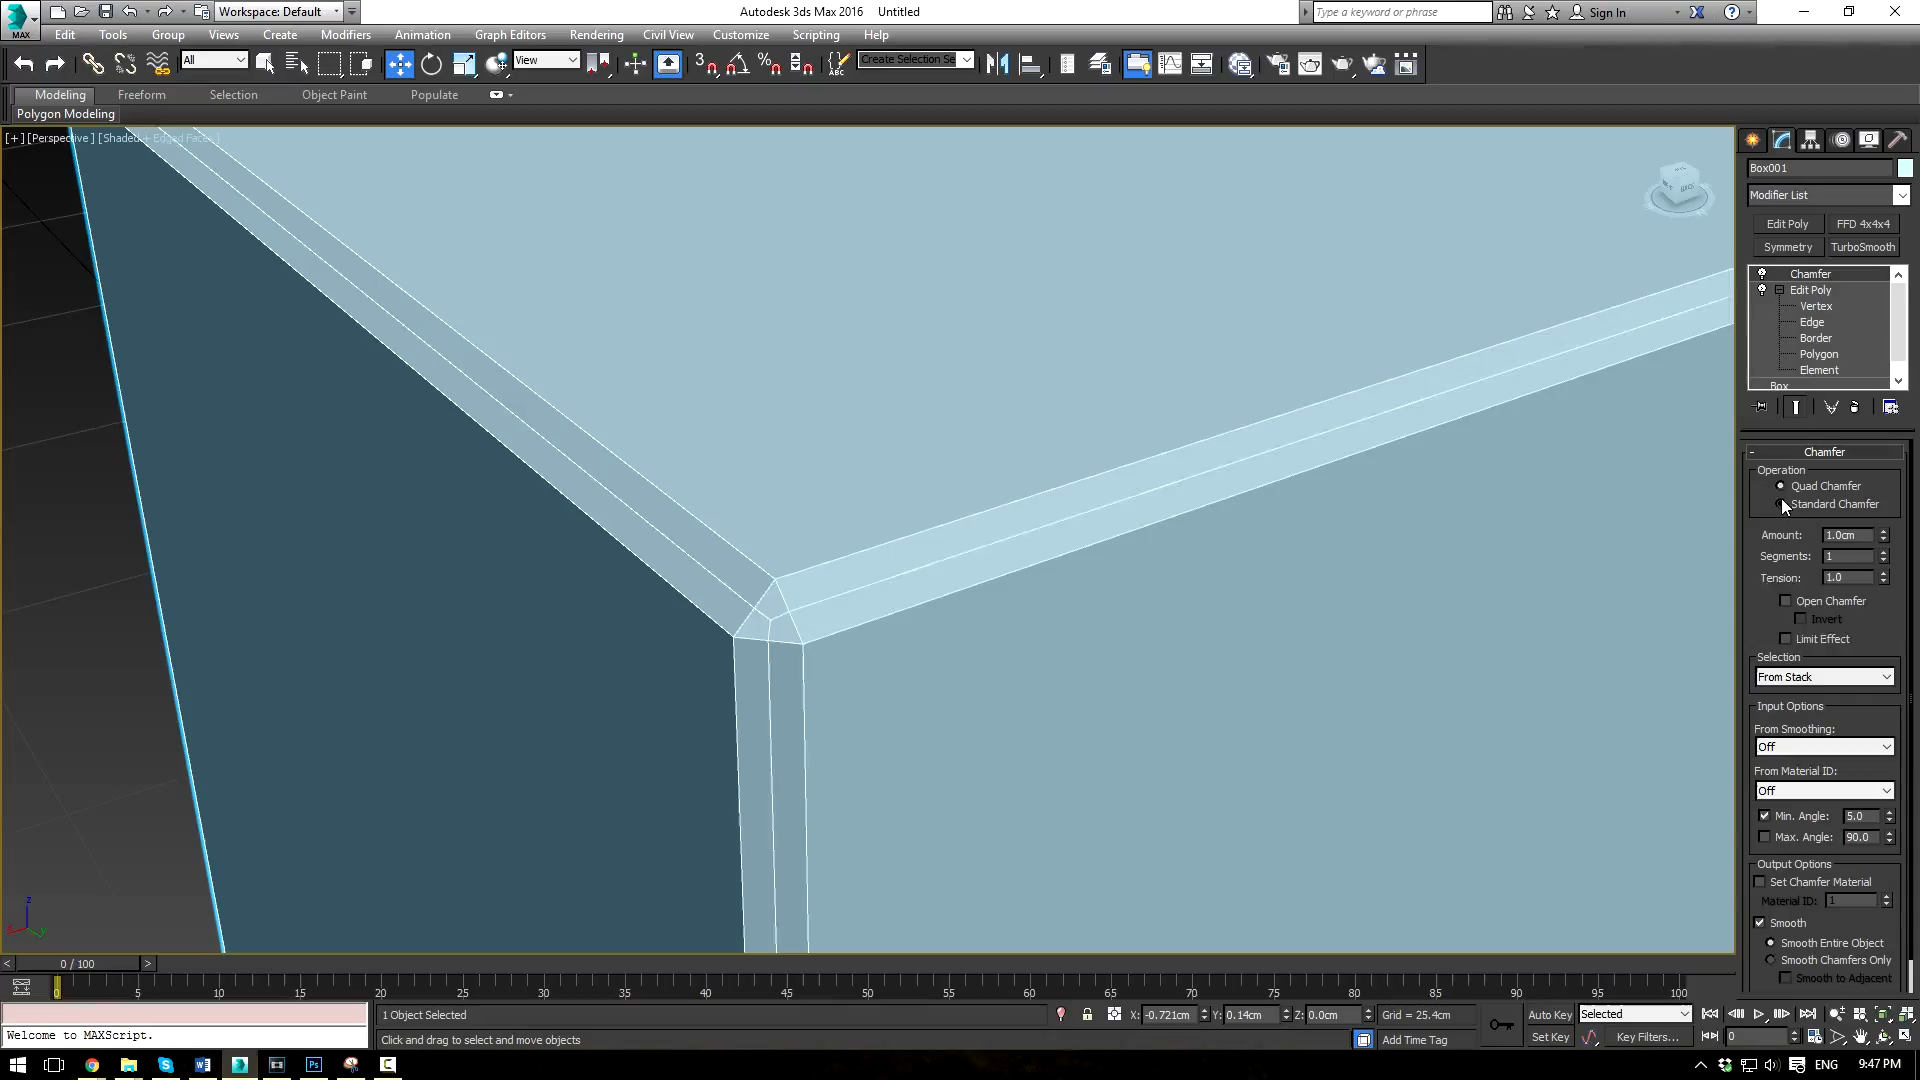 MAX
Workspace: Default
Autodesk 3ds Max 2016
Untitled
Type a keyword or phrase
Sign In
Edit
Tools
Group
Views
Create
Modifiers
Animation
Graph Editors
Rendering
Civil View
Customize
Scripting
Help
All
View
3
ABC
Create Selection Se
Modeling
Freeform
Selection
Object Paint
Populate
Polygon Modeling
[+] [Perspective ] [Shaded + Edged Faces ]
Box001
Modifier List
Edit Poly
FFD 4x4x4
Symmetry
TurboSmooth
Chamfer
Edit Poly
Vertex
Edge
Border
Polygon
Element
Box
- Chamfer
Operation
Quad Chamfer
Standard Chamfer
Amount: 1.0cm
Segments: 1
Tension: 1.0
Open Chamfer
Invert
Limit Effect
Selection
From Stack
Input Options
From Smoothing:
Off
From Material ID:
Off
Min. Angle: 5.0
Max. Angle: 90.0
Output Options
Set Chamfer Material
Material ID: 1
Smooth
Smooth Entire Object
Smooth Chamfers Only
Smooth to Adjacent
z
x
y
< 0 / 100 >
0 5 10 15 20 25 30 35 40 45 50 55 60 65 70 75 80 85 90 95 100
Welcome to MAXScript.
1 Object Selected
Click and drag to select and move objects
X: -0.721cm
Y: 0.14cm
Z: 0.0cm
Grid = 25.4cm
Add Time Tag
Auto Key
Selected
Set Key
Key Filters...
0
ENG
9:47 PM